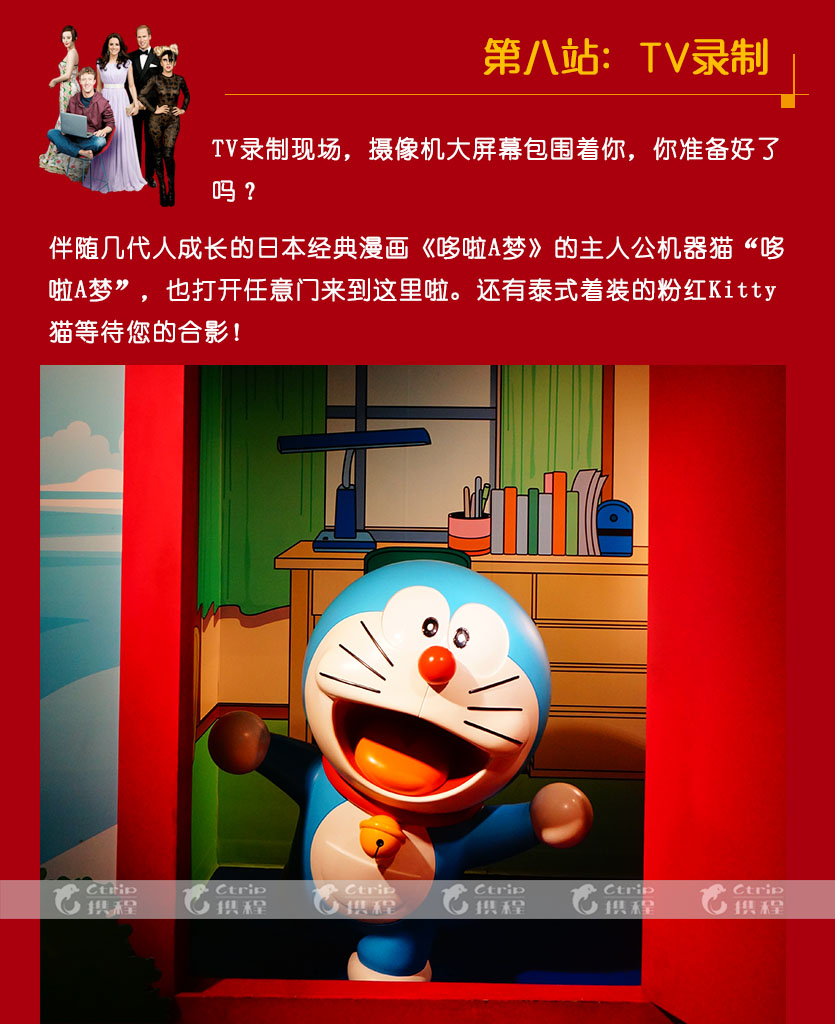 第八站：TV录制
TV录制现场，摄像机大屏幕包围着你，你准备好了
吗？
伴随几代人成长的日本经典漫画《哆啦A梦》的主人公机器猫“哆
啦A梦”，也打开任意门来到这里啦。还有泰式着装的粉红Kitty
猫等待您的合影！
Ctrip Ctrip Ctrip Ctrip Ctrip Ctrip
携程 携程 携程 携程 携程 携程